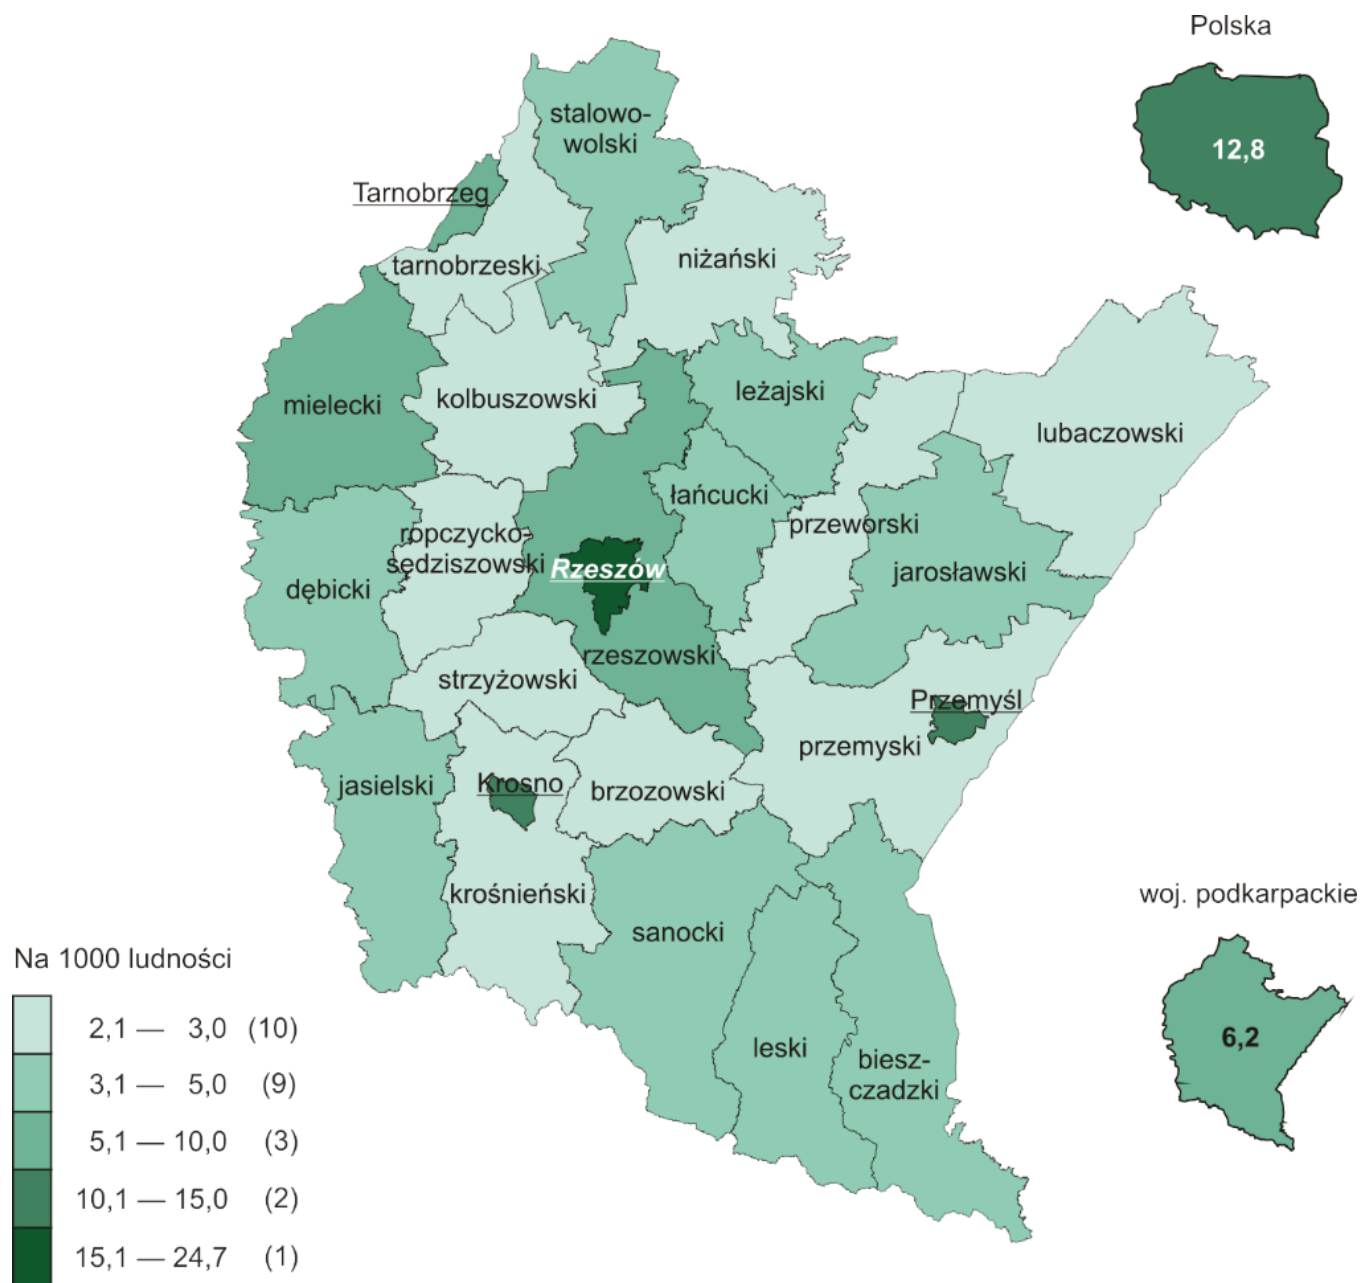 Polska
12,8
stalowo-
wolski
Tarnobrzeg
tarnobrzeski
niżański
mielecki
kolbuszowski
leżajski
lubaczowski
łańcucki
przeworski
ropczycko-
sędziszowski
Rzeszów
dębicki
jarosławski
rzeszowski
strzyżowski
Przemyśl
przemyski
jasielski
Krosno
brzozowski
krośnieński
sanocki
leski
biesz-
czadzki
woj. podkarpackie
6,2
Na 1000 ludności
2,1 — 3,0 (10)
3,1 — 5,0 (9)
5,1 — 10,0 (3)
10,1 — 15,0 (2)
15,1 — 24,7 (1)